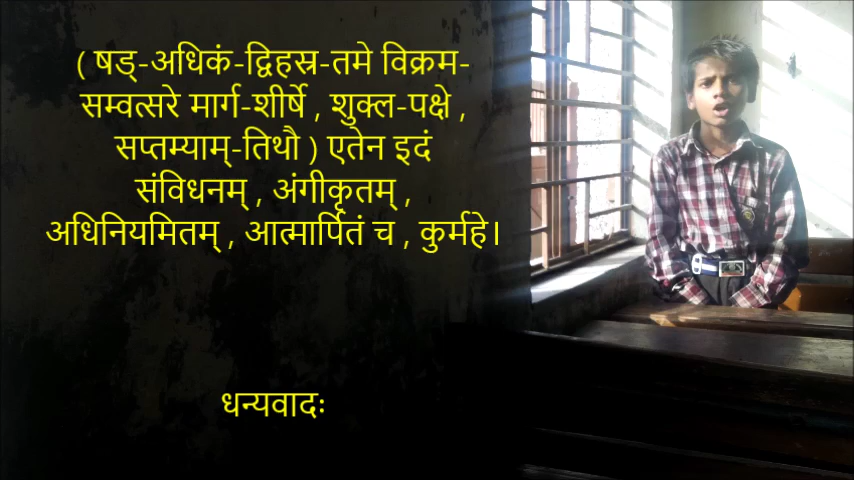 ( षड्-अधिकं-द्विहस्र-तमे विक्रम-
सम्वत्सरे मार्ग-शीर्षे , शुक्ल-पक्षे ,
सप्तम्याम्-तिथौ ) एतेन इदं
संविधनम् , अंगीकृतम् ,
अधिनियमितम् , आत्मार्पितं च , कुर्महे।
धन्यवादः